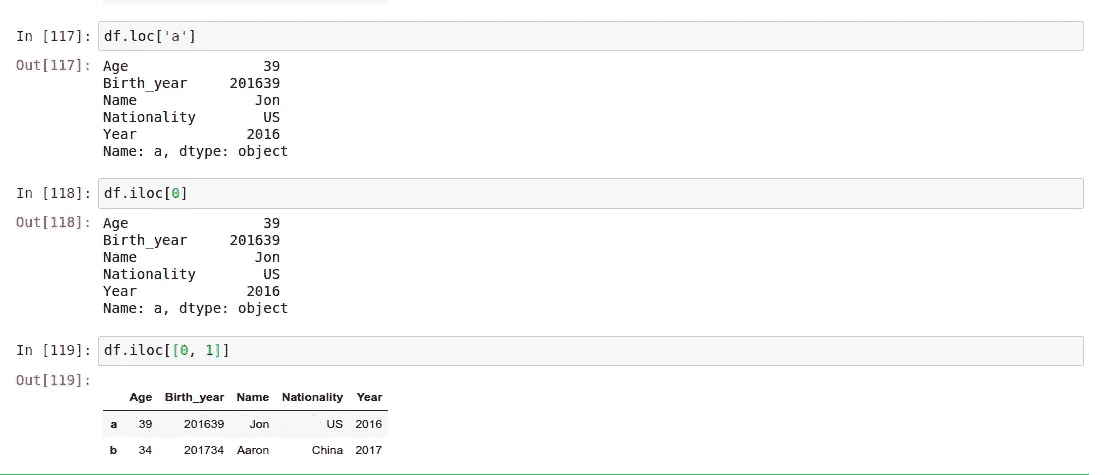 In [117]: df.loc['a']
Out[117]: Age 39
Birth_year 201639
Name Jon
Nationality US
Year 2016
Name: a, dtype: object
In [118]: df.iloc[0]
Out[118]: Age 39
Birth_year 201639
Name Jon
Nationality US
Year 2016
Name: a, dtype: object
In [119]: df.iloc[[0, 1]]
Out[119]:
Age Birth_year Name Nationality Year
a 39 201639 Jon US 2016
b 34 201734 Aaron China 2017